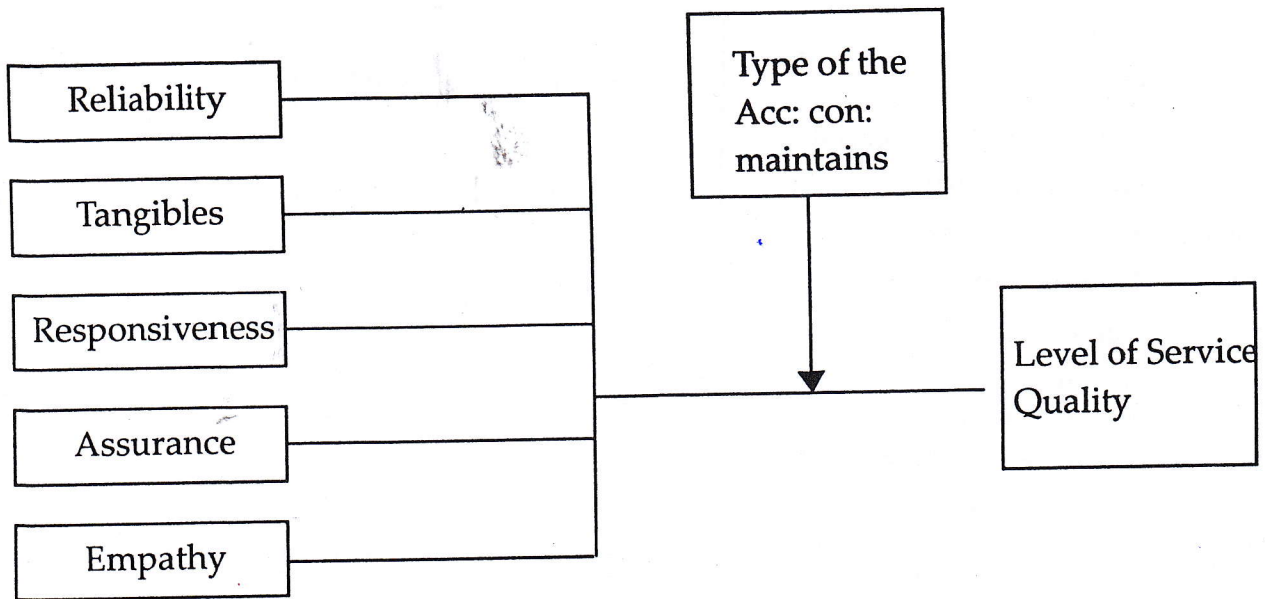 Reliability
Tangibles
Responsiveness
Assurance
Empathy
Type of the
Acc: con:
maintains
Level of Service
Quality